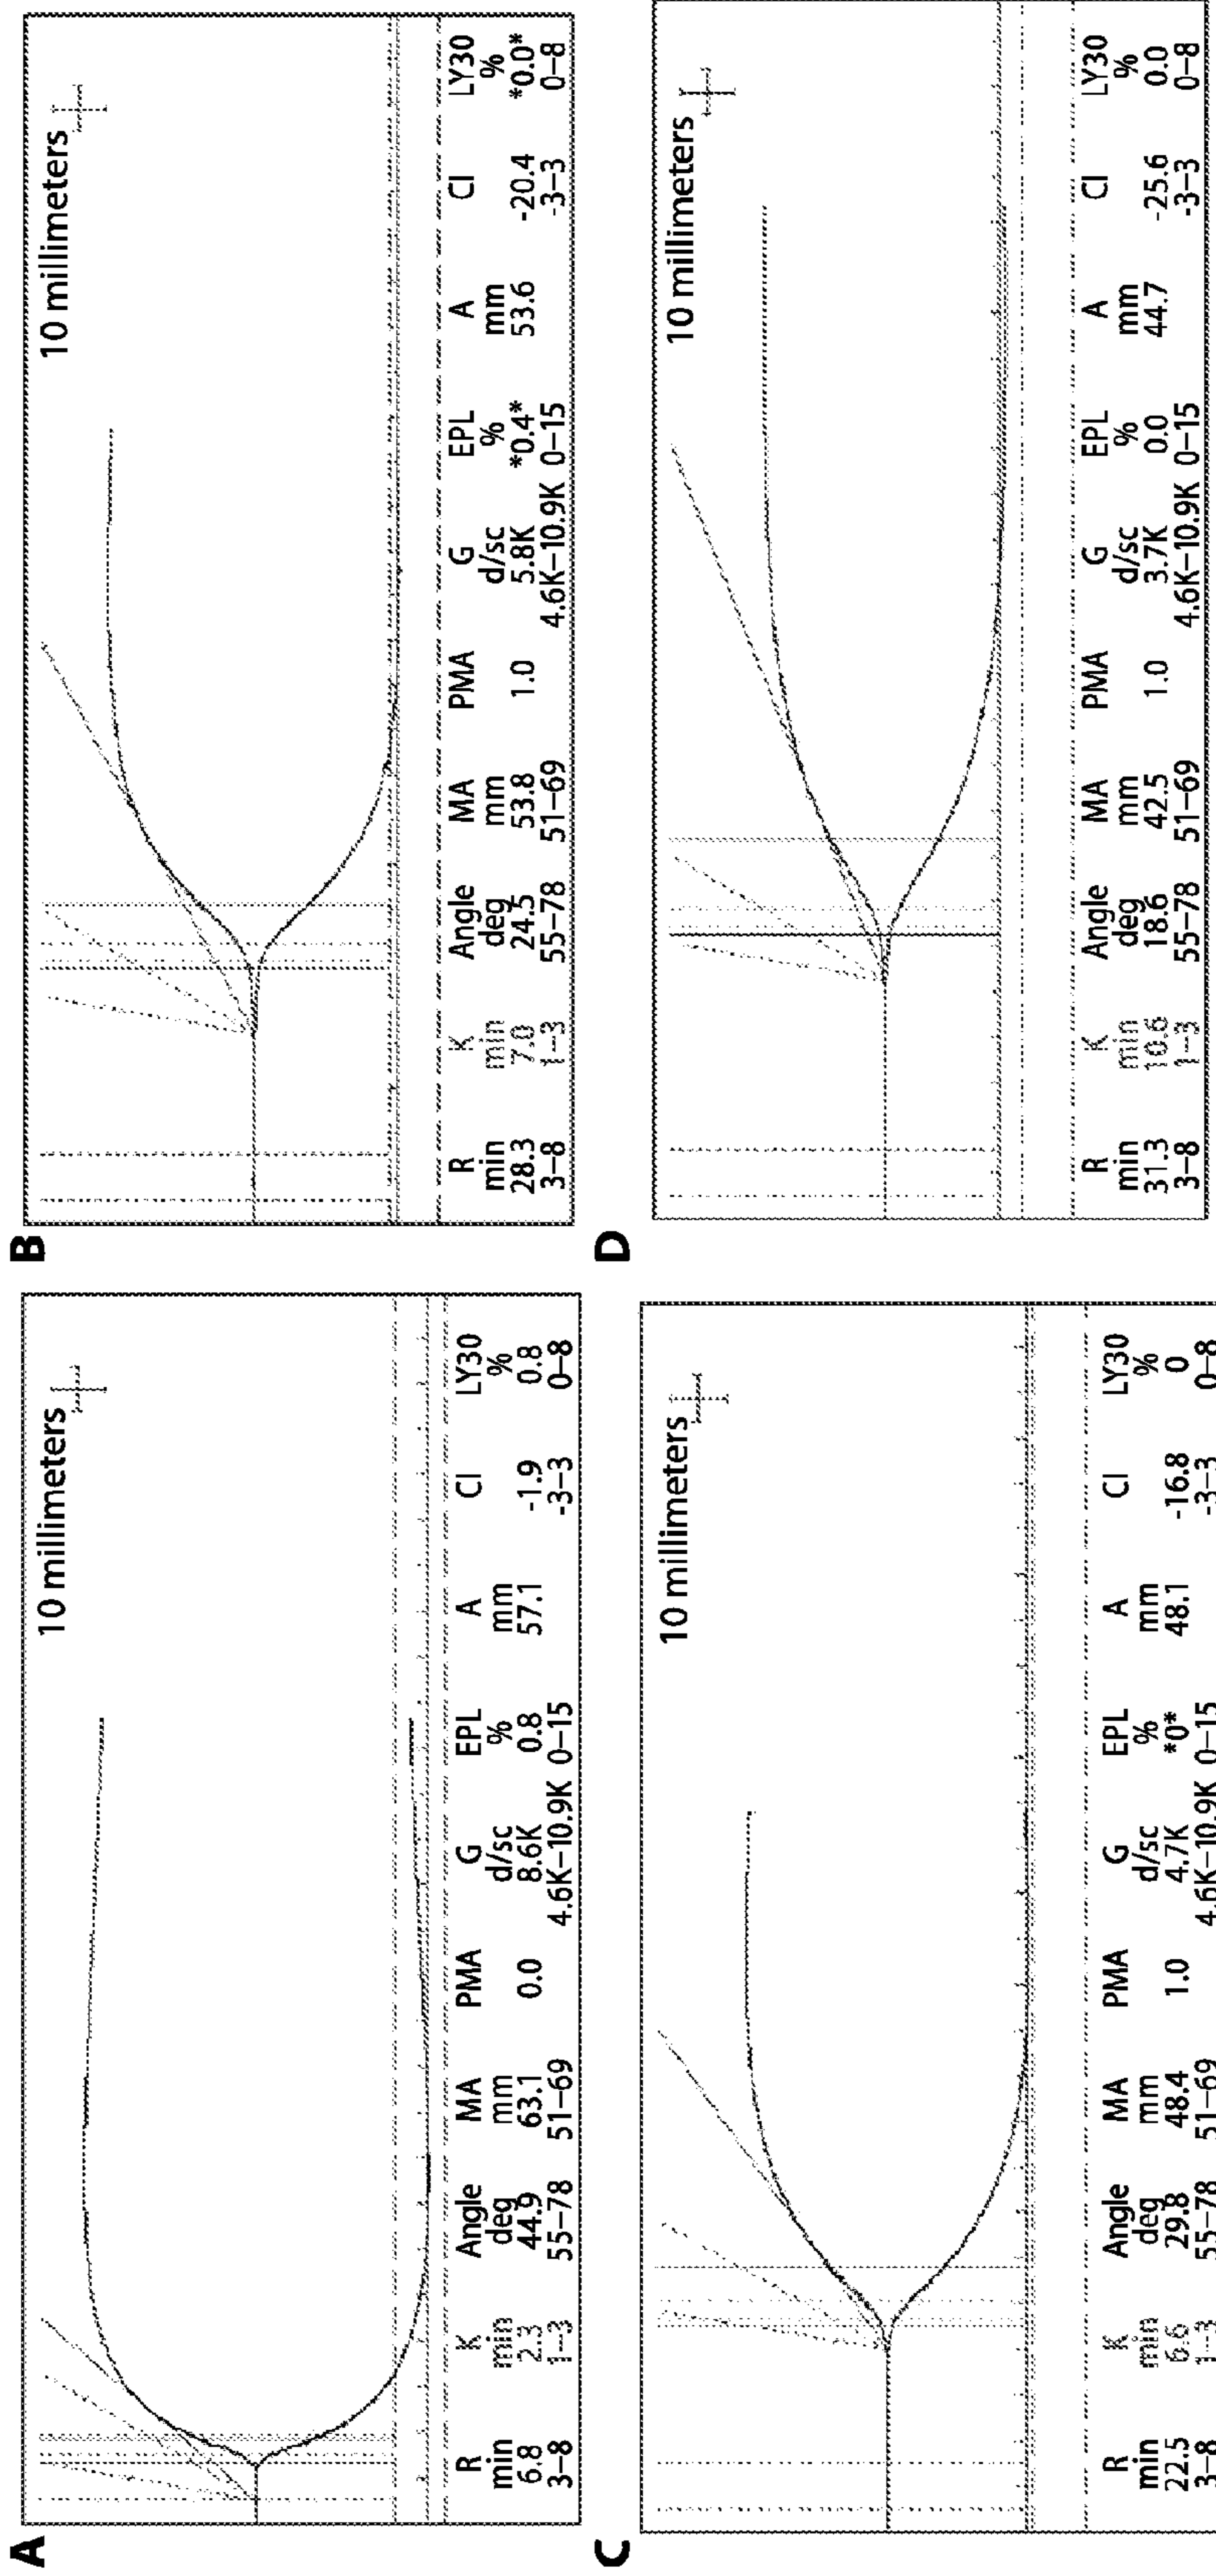 A
10 millimeters
R K Angle MA PMA G EPL A CI LY30
min min deg mm d/sc % mm %
6.8 2.3 44.9 63.1 0.0 8.6K 0.8 57.1 -1.9 0.8
3–8 1–3 55–78 51–69 4.6K–10.9K 0–15 -3–3 0–8
B
10 millimeters
R K Angle MA PMA G EPL A CI LY30
min min deg mm d/sc % mm %
28.3 7.0 24.5 53.8 1.0 5.8K *0.4* 53.6 -20.4 *0.0*
3–8 1–3 55–78 51–69 4.6K–10.9K 0–15 -3–3 0–8
C
10 millimeters
R K Angle MA PMA G EPL A CI LY30
min min deg mm d/sc % mm %
22.5 6.6 29.8 48.4 1.0 4.7K *0* 48.1 -16.8 0
3–8 1–3 55–78 51–69 4.6K–10.9K 0–15 -3–3 0–8
D
10 millimeters
R K Angle MA PMA G EPL A CI LY30
min min deg mm d/sc % mm %
31.3 10.6 18.6 42.5 1.0 3.7K 0.0 44.7 -25.6 0.0
3–8 1–3 55–78 51–69 4.6K–10.9K 0–15 -3–3 0–8